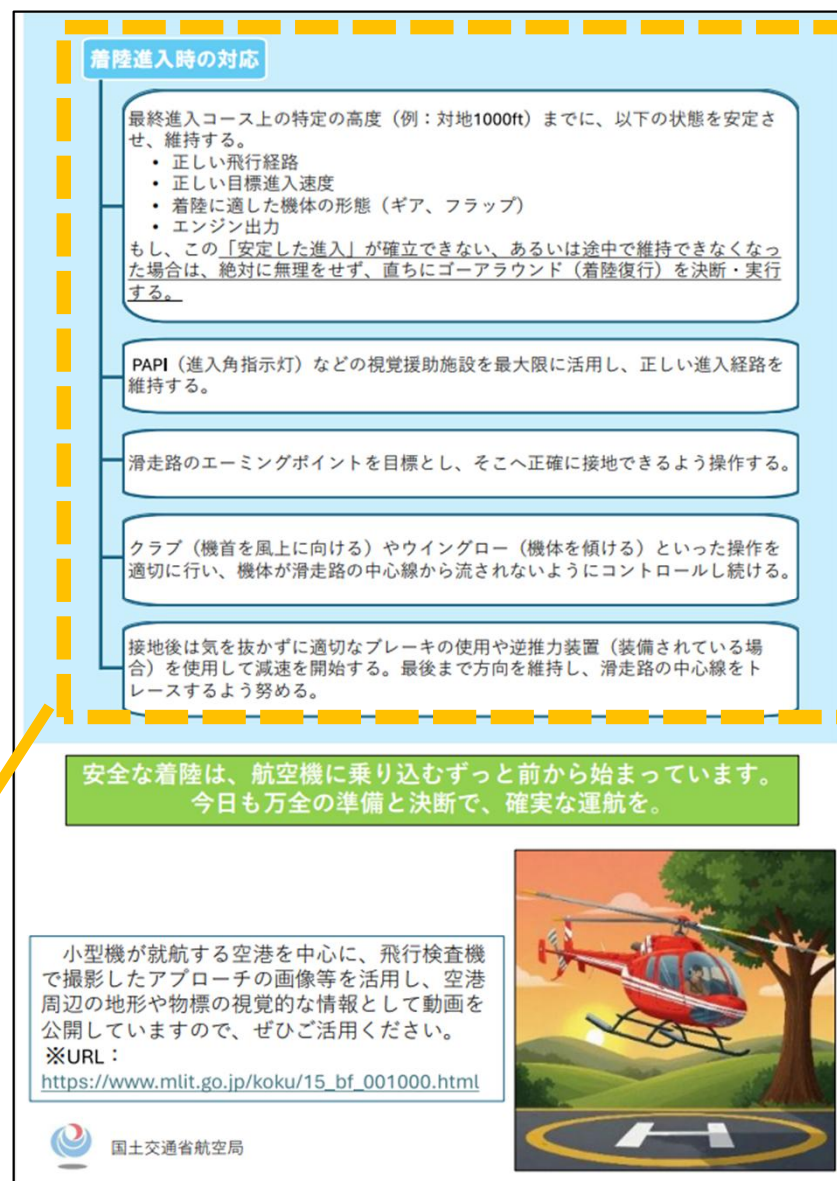 着陸進入時の対応
最終進入コース上の特定の高度（例：対地1000ft）までに、以下の状態を安定さ
せ、維持する。
• 正しい飛行経路
• 正しい目標進入速度
• 着陸に適した機体の形態（ギア、フラップ）
• エンジン出力
もし、この「安定した進入」が確立できない、あるいは途中で維持できなくなっ
た場合は、絶対に無理をせず、直ちにゴーアラウンド（着陸復行）を決断・実行
する。
PAPI（進入角指示灯）などの視覚援助施設を最大限に活用し、正しい進入経路を
維持する。
滑走路のエーミングポイントを目標とし、そこへ正確に接地できるよう操作する。
クラブ（機首を風上に向ける）やウイングロー（機体を傾ける）といった操作を
適切に行い、機体が滑走路の中心線から流されないようにコントロールし続ける。
接地後は気を抜かずに適切なブレーキの使用や逆推力装置（装備されている場
合）を使用して減速を開始する。最後まで方向を維持し、滑走路の中心線をト
レースするよう努める。
安全な着陸は、航空機に乗り込むずっと前から始まっています。
今日も万全の準備と決断で、確実な運航を。
小型機が就航する空港を中心に、飛行検査機
で撮影したアプローチの画像等を活用し、空港
周辺の地形や物標の視覚的な情報として動画を
公開していますので、ぜひご活用ください。
※URL：
https://www.mlit.go.jp/koku/15_bf_001000.html
国土交通省航空局
H